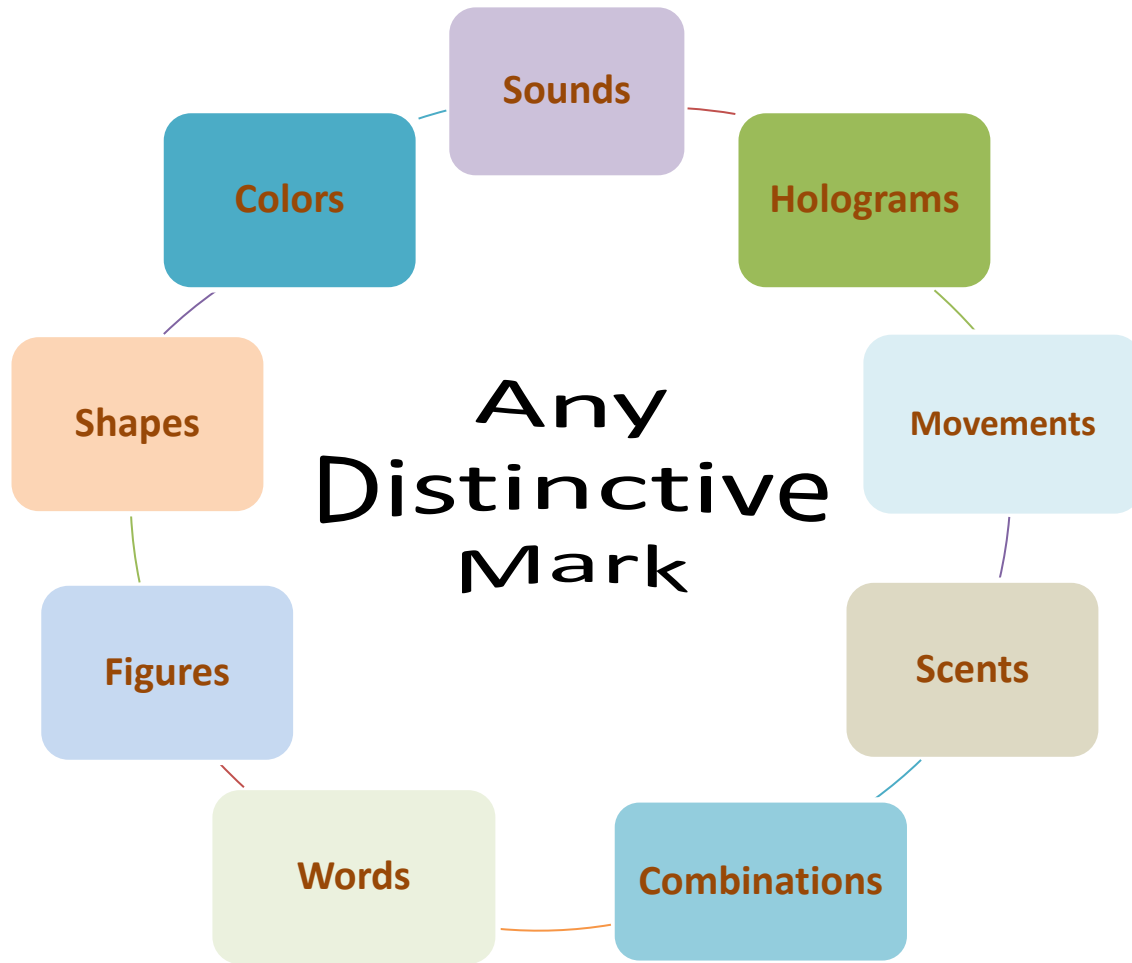 Sounds
Colors
Holograms
Shapes
Any
Distinctive
Mark
Movements
Figures
Scents
Words
Combinations